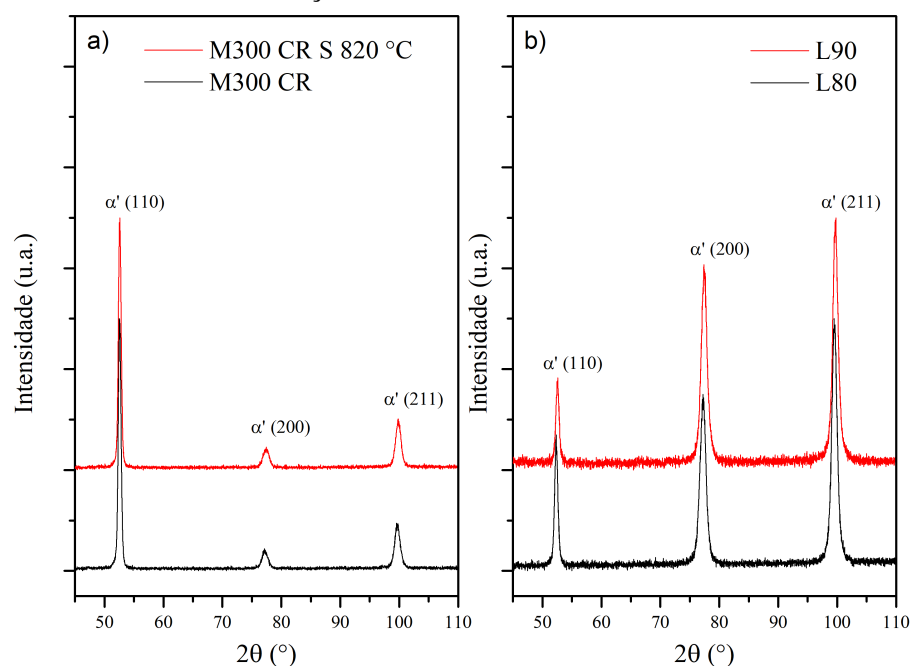 a)
M300 CR S 820 °C
M300 CR
α' (110)
α' (200)
α' (211)
Intensidade (u.a.)
50 60 70 80 90 100 110
2θ (°)
b)
L90
L80
α' (110)
α' (200)
α' (211)
Intensidade (u.a.)
50 60 70 80 90 100 110
2θ (°)